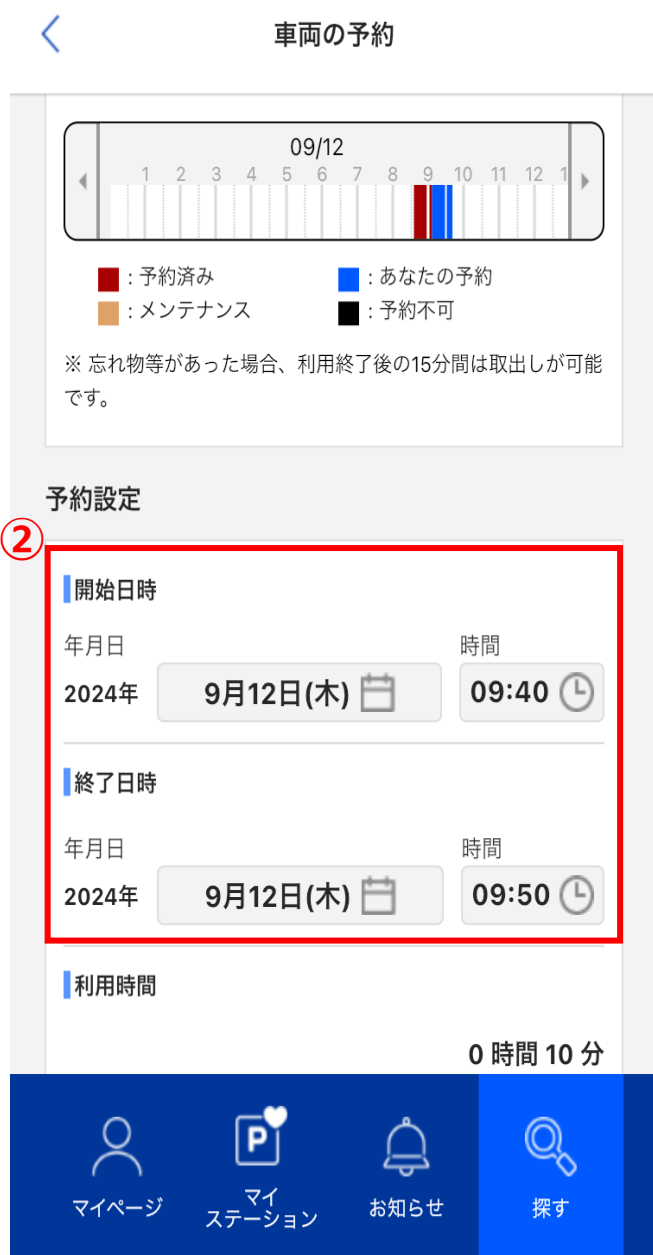 車両の予約
09/12
1 2 3 4 5 6 7 8 9 10 11 12 1
: 予約済み
: あなたの予約
: メンテナンス
: 予約不可
※ 忘れ物等があった場合、利用終了後の15分間は取出しが可能
です。
予約設定
②
開始日時
年月日 時間
2024年 9月12日(木) 09:40
終了日時
年月日 時間
2024年 9月12日(木) 09:50
利用時間
0 時間 10 分
P
マイページ
マイ
ステーション
お知らせ
探す